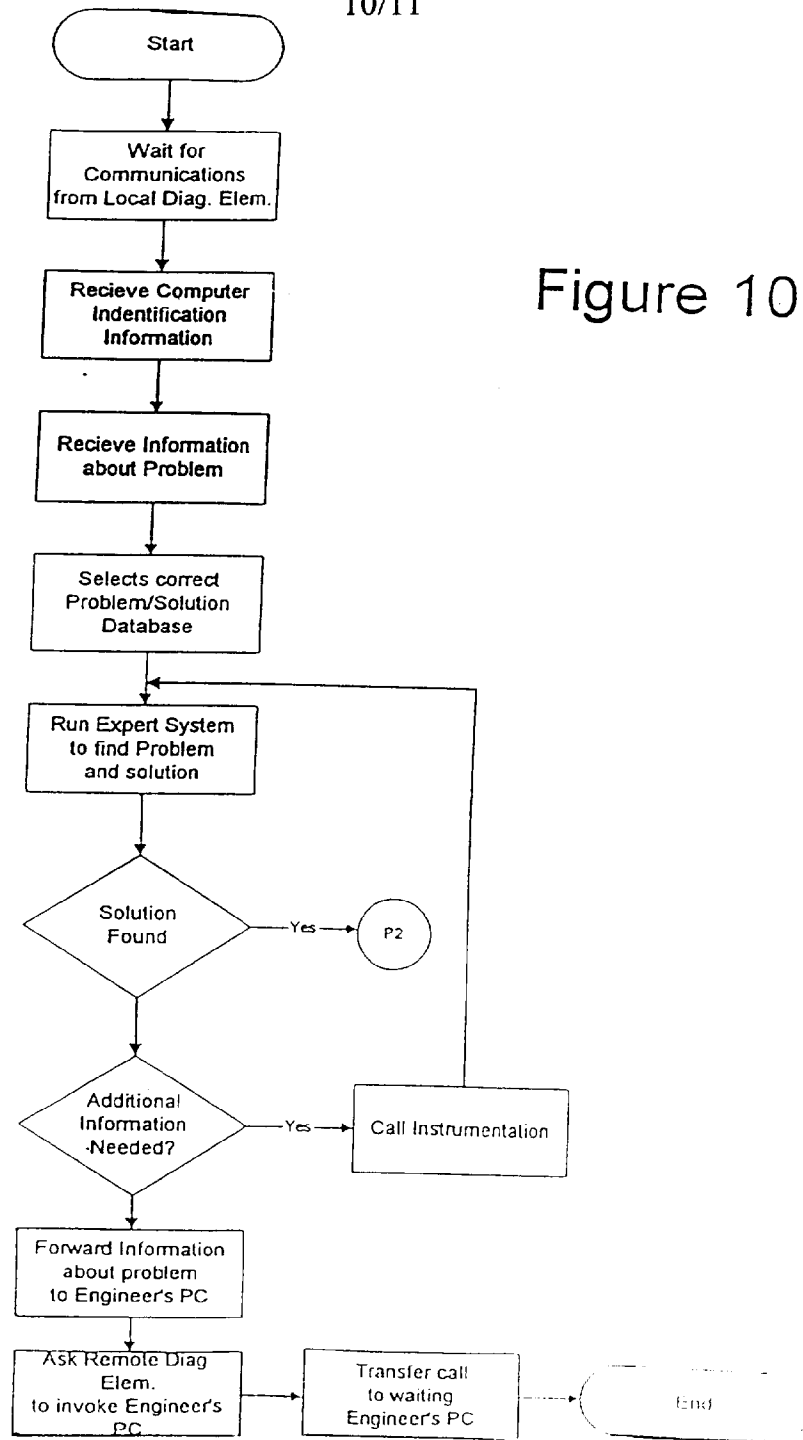 10/11
Start
Wait for
Communications
from Local Diag. Elem.
Recieve Computer
Indentification
Information
Figure 10
Recieve Information
about Problem
Selects correct
Problem/Solution
Database
Run Expert System
to find Problem
and solution
Solution
Found
Yes
P2
Additional
Information
Needed?
Yes
Call Instrumentation
Forward Information
about problem
to Engineer's PC
Ask Remote Diag
Elem.
to invoke Engineer's
PC
Transfer call
to waiting
Engineer's PC
End